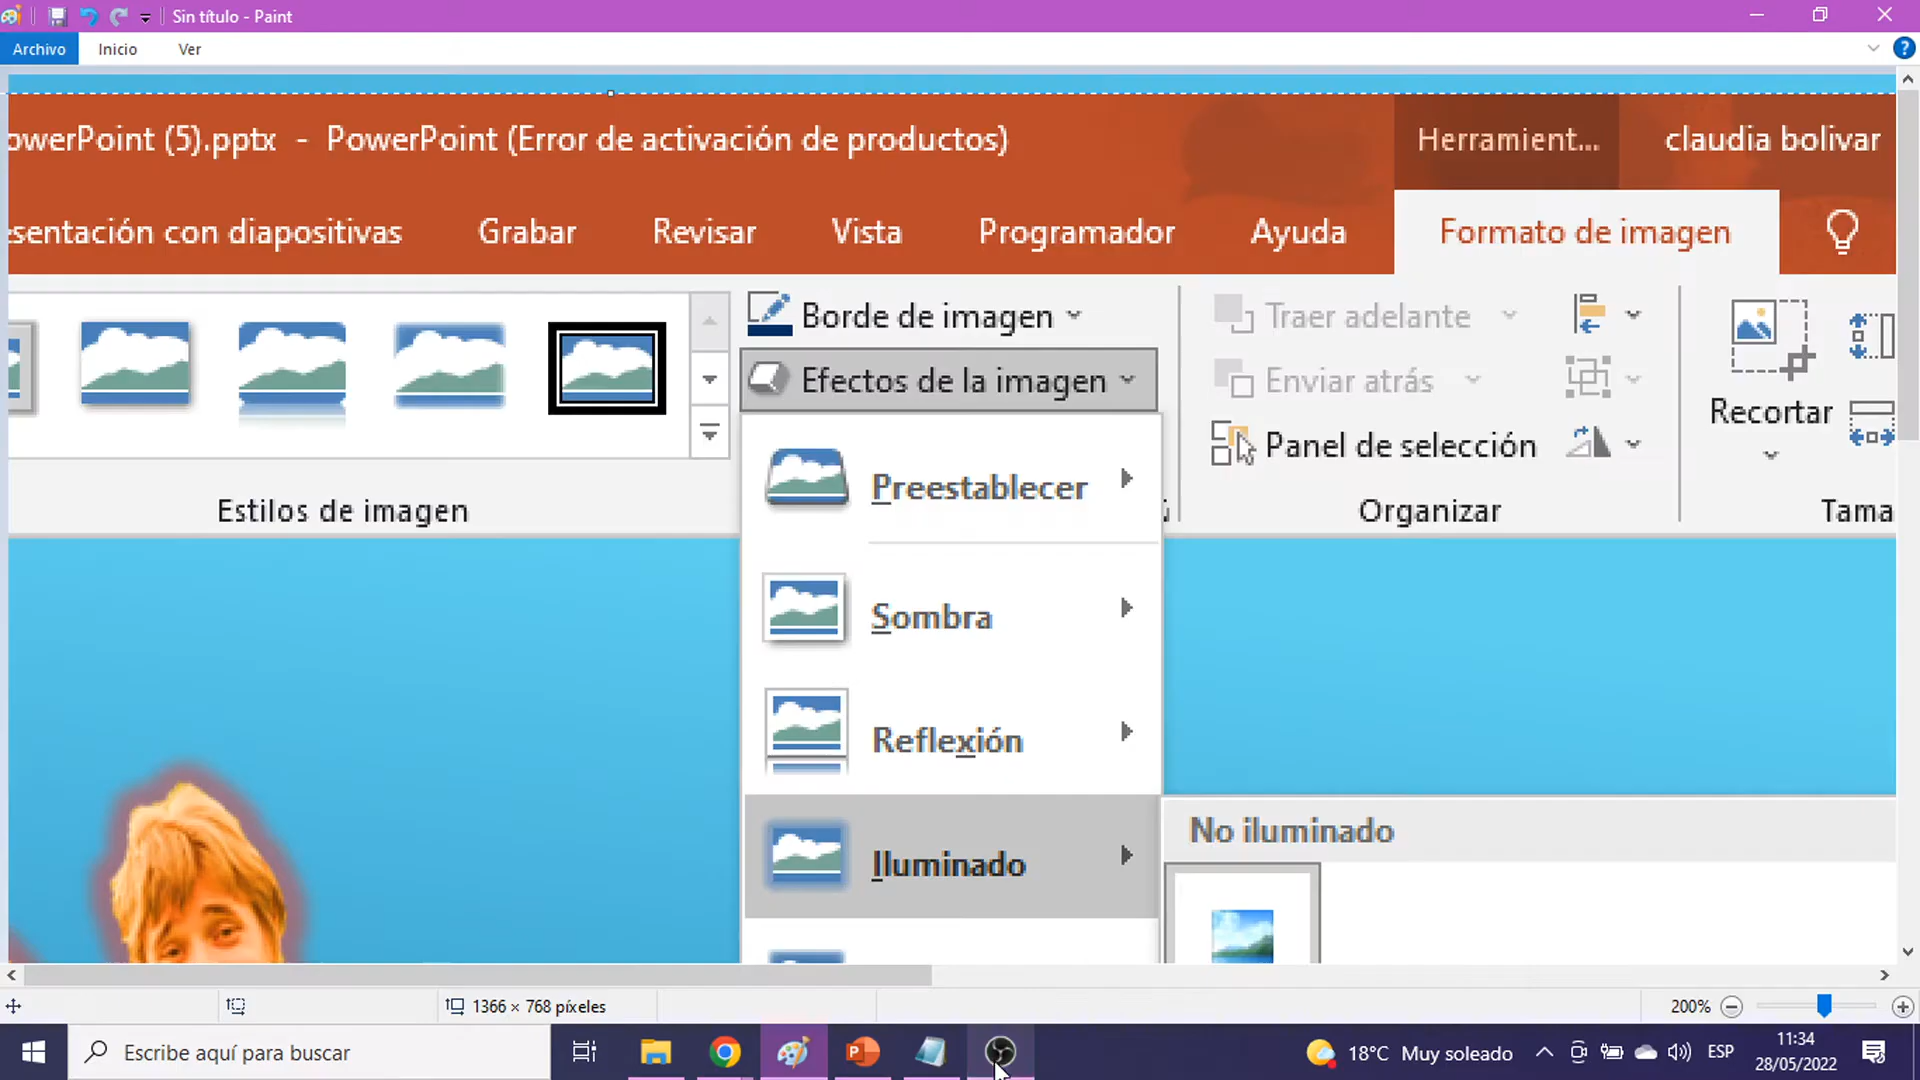 Sin título - Paint
Archivo Inicio Ver
owerPoint (5).pptx - PowerPoint (Error de activación de productos) Herramient... claudia bolivar
esentación con diapositivas Grabar Revisar Vista Programador Ayuda Formato de imagen
Borde de imagen
Traer adelante
Efectos de la imagen
Enviar atrás
Recortar
Panel de selección
Estilos de imagen
Organizar
Tama
Preestablecer
Sombra
Reflexión
Iluminado
No iluminado
1366 × 768 píxeles
200%
Escribe aquí para buscar
18°C Muy soleado
ESP
11:34
28/05/2022